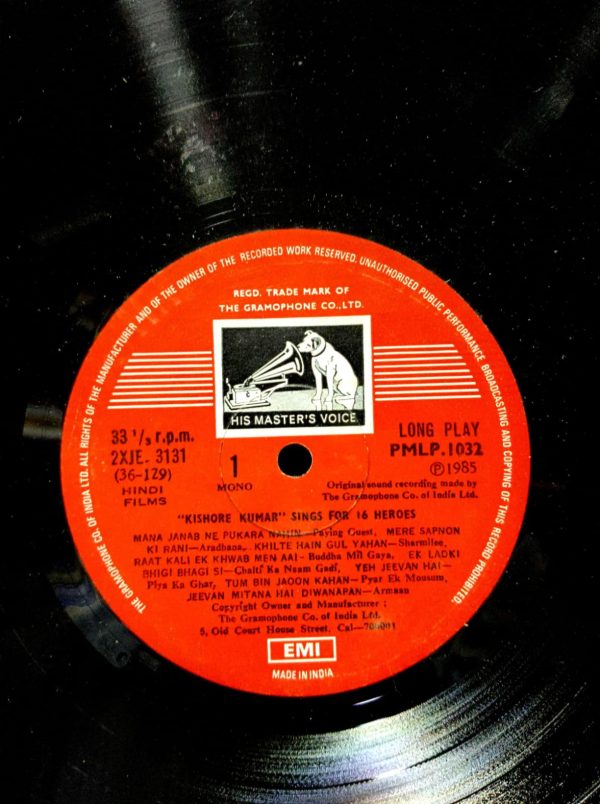 THE GRAMOPHONE CO. OF INDIA LTD. ALL RIGHTS OF THE MANUFACTURER AND OF THE OWNER OF THE RECORDED WORK RESERVED. UNAUTHORISED PUBLIC PERFORMANCE BROADCASTING AND COPYING OF THIS RECORD PROHIBITED.
REGD. TRADE MARK OF
THE GRAMOPHONE CO., LTD.
HIS MASTER'S VOICE
33 1/3 r.p.m.
2XJE. 3131
(36-129)
HINDI
FILMS
1
MONO
LONG PLAY
PMLP. 1032
Ⓟ1985
Original sound recording made by
The Gramophone Co. of India Ltd.
"KISHORE KUMAR" SINGS FOR 16 HEROES
MANA JANAB NE PUKARA NAHIN—Paying Guest, MERE SAPNON
KI RANI—Aradhana, KHILTE HAIN GUL YAHAN—Sharmilee,
RAAT KALI EK KHWAB MEN AAI—Buddha Mil Gaya, EK LADKI
BHIGI BHAGI SI—Chalti Ka Naam Gadi, YEH JEEVAN HAI—
Piya Ka Ghar, TUM BIN JAOON KAHAN—Pyar Ek Mousum,
JEEVAN MITANA HAI DIWANAPAN—Armaan
Copyright Owner and Manufacturer :
The Gramophone Co. of India Ltd.
5, Old Court House Street, Cal—700001
EMI
MADE IN INDIA